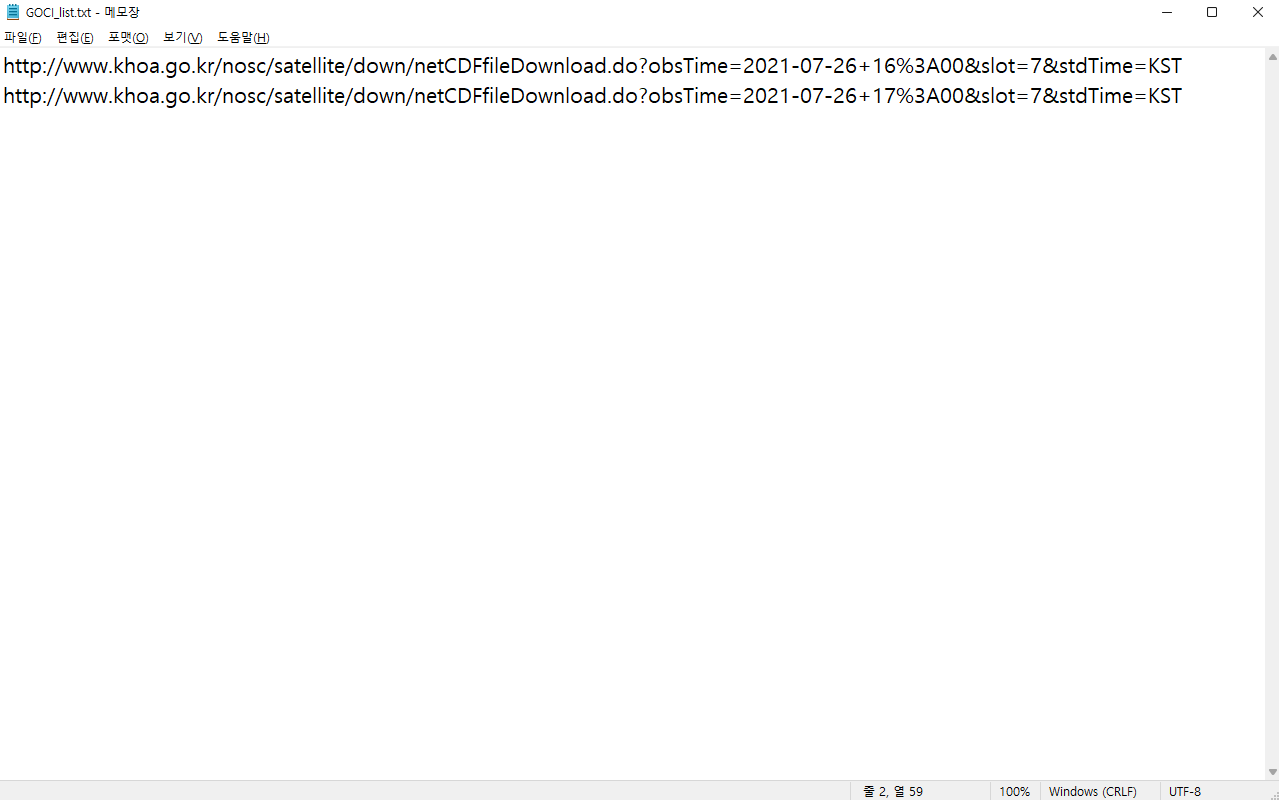 GOCI_list.txt - 메모장
파일(F) 편집(E) 포맷(O) 보기(V) 도움말(H)
http://www.khoa.go.kr/nosc/satellite/down/netCDFfileDownload.do?obsTime=2021-07-26+16%3A00&slot=7&stdTime=KST
http://www.khoa.go.kr/nosc/satellite/down/netCDFfileDownload.do?obsTime=2021-07-26+17%3A00&slot=7&stdTime=KST
줄 2, 열 59 100% Windows (CRLF) UTF-8